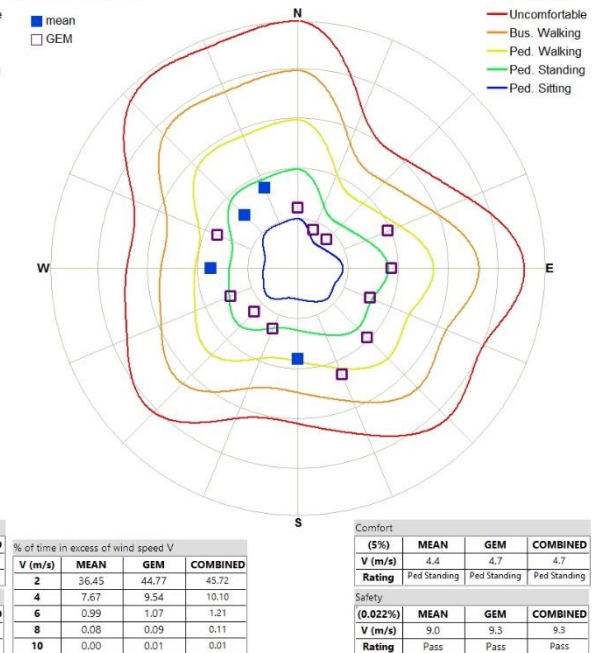 mean
GEM
N
Uncomfortable
Bus. Walking
Ped. Walking
Ped. Standing
Ped. Sitting
W
E
S
% of time in excess of wind speed V
V (m/s) MEAN GEM COMBINED
2 36.45 44.77 45.72
4 7.67 9.54 10.10
6 0.99 1.07 1.21
8 0.08 0.09 0.11
10 0.00 0.01 0.01
Comfort
(5%) MEAN GEM COMBINED
V (m/s) 4.4 4.7 4.7
Rating Ped Standing Ped Standing Ped Standing
Safety
(0.022%) MEAN GEM COMBINED
V (m/s) 9.0 9.3 9.3
Rating Pass Pass Pass